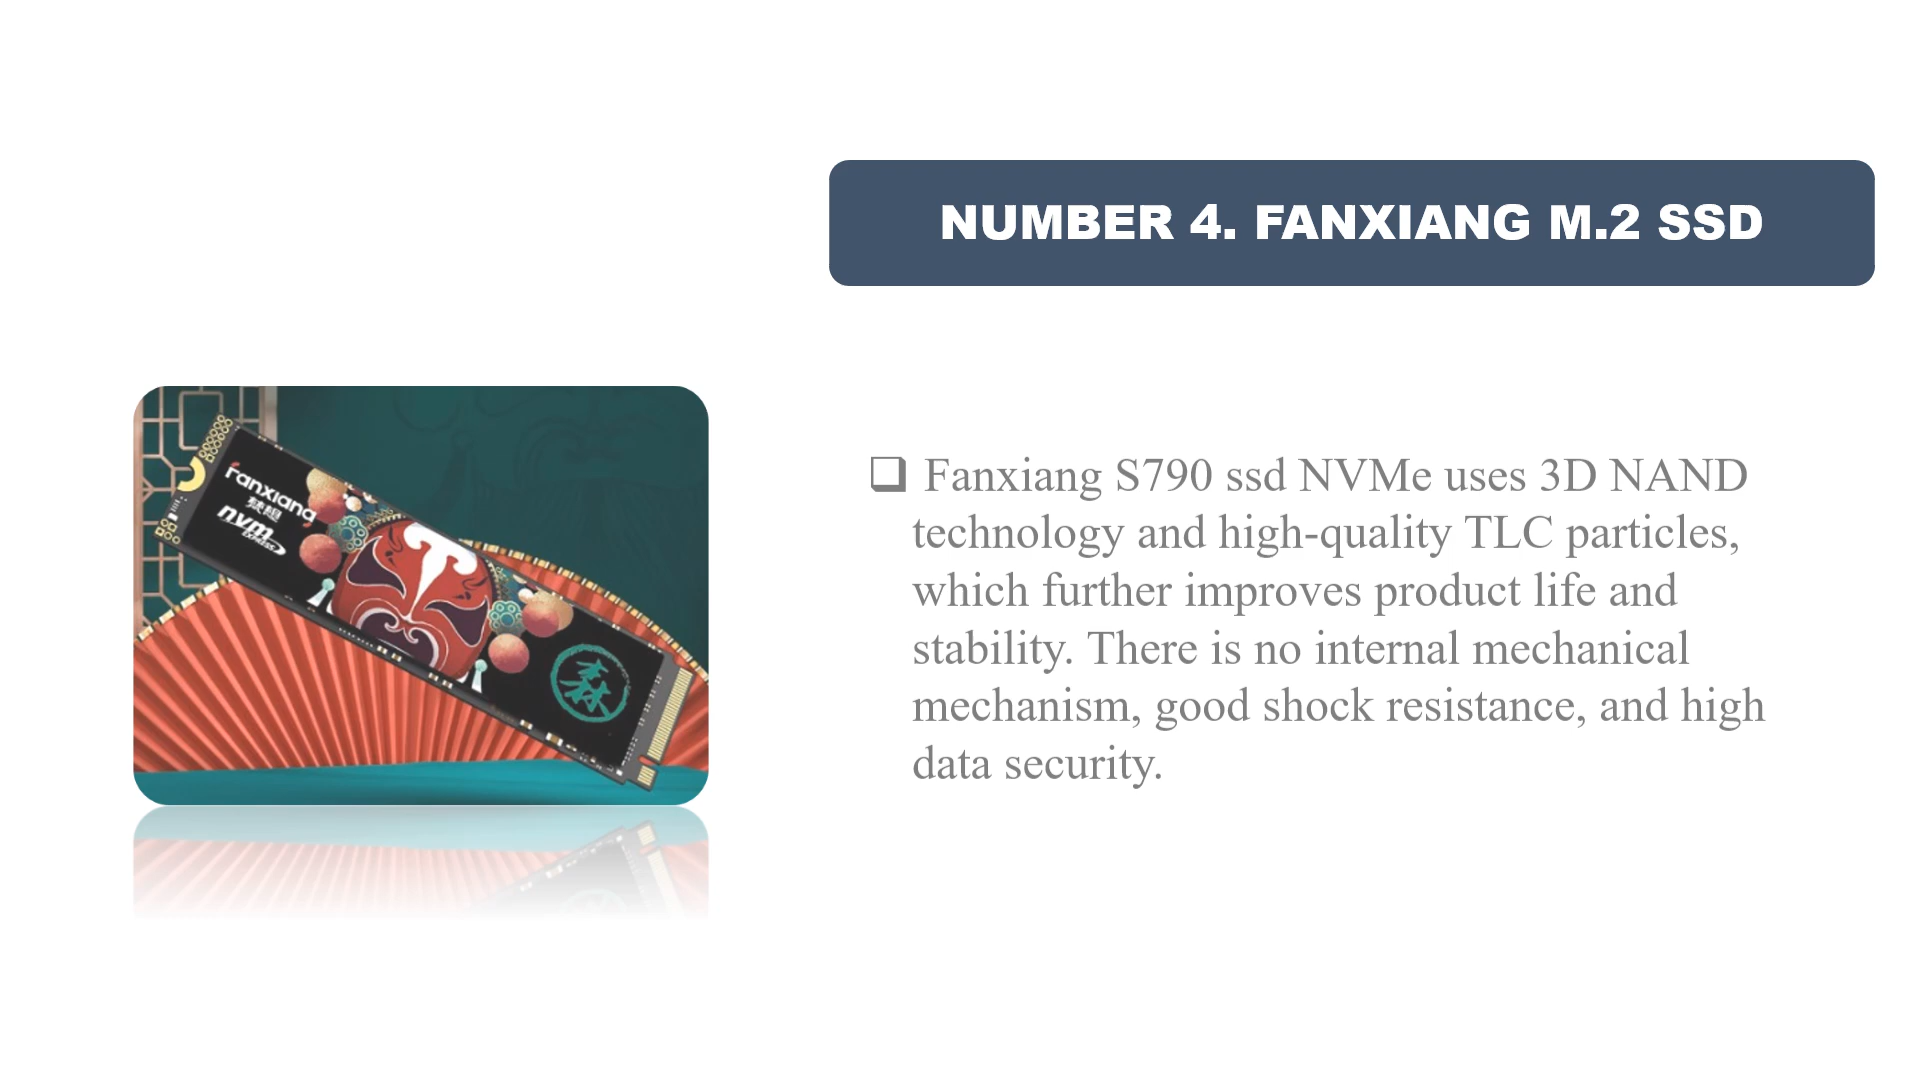 NUMBER 4. FANXIANG M.2 SSD
fanxiang
梵想
nvm
EXPRESS
森
❑ Fanxiang S790 ssd NVMe uses 3D NAND
technology and high-quality TLC particles,
which further improves product life and
stability. There is no internal mechanical
mechanism, good shock resistance, and high
data security.